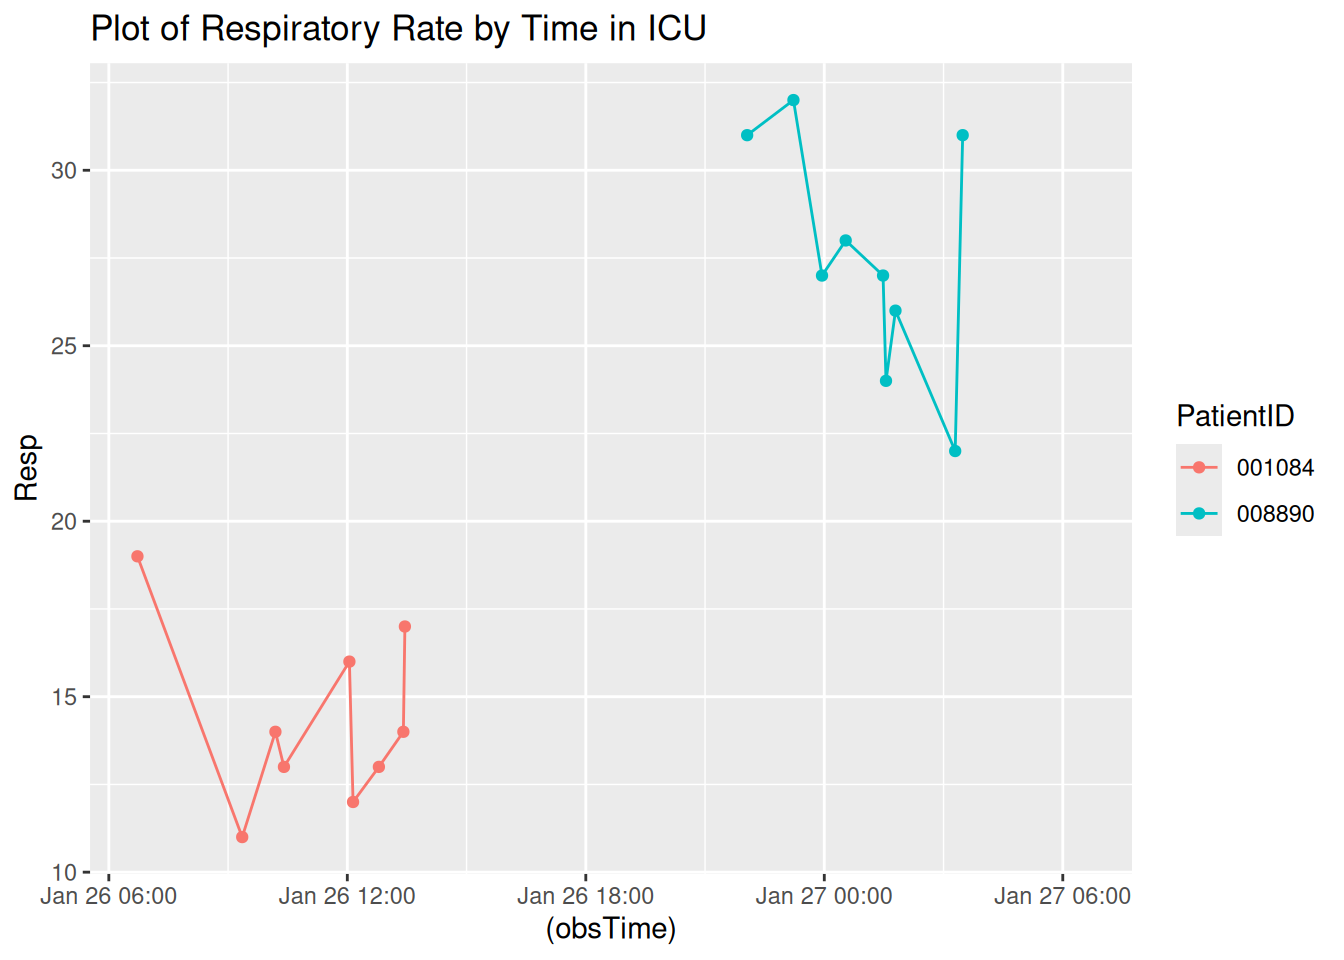 Plot of Respiratory Rate by Time in ICU
30
25
20
15
10
Resp
Jan 26 06:00
Jan 26 12:00
Jan 26 18:00
Jan 27 00:00
Jan 27 06:00
(obsTime)
PatientID
001084
008890